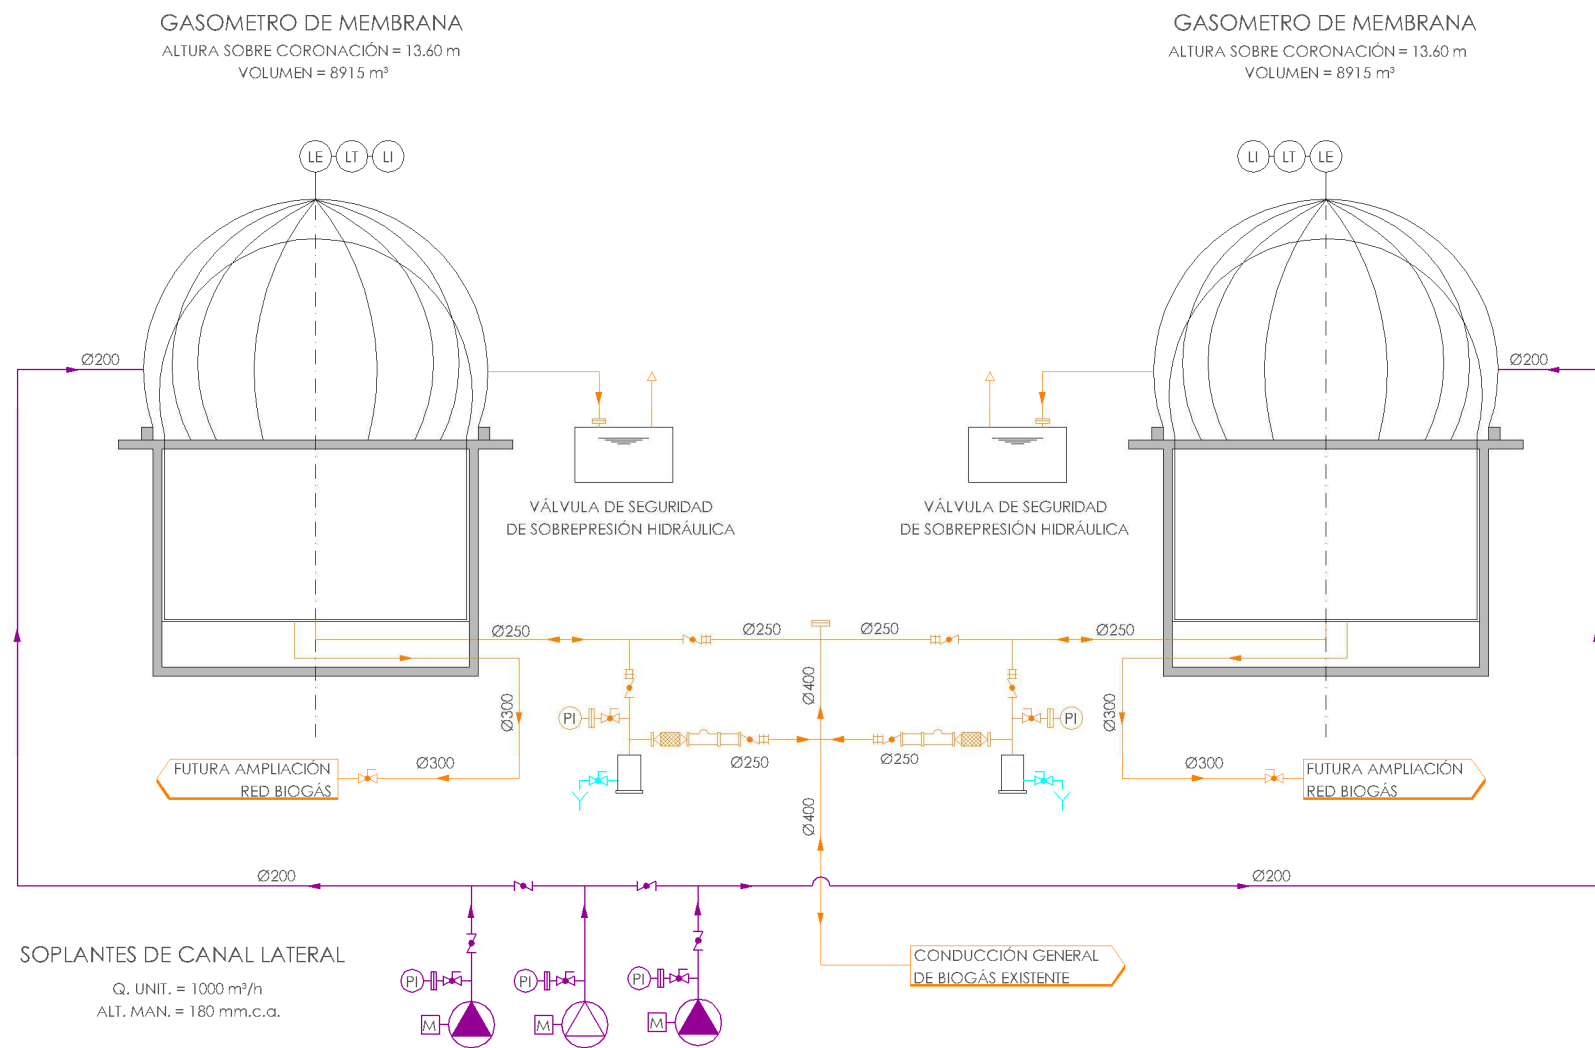 GASOMETRO DE MEMBRANA
ALTURA SOBRE CORONACIÓN = 13.60 m
VOLUMEN = 8915 m³
GASOMETRO DE MEMBRANA
ALTURA SOBRE CORONACIÓN = 13.60 m
VOLUMEN = 8915 m³
LE LT LI
LI LT LE
Ø200
Ø200
VÁLVULA DE SEGURIDAD
DE SOBREPRESIÓN HIDRÁULICA
VÁLVULA DE SEGURIDAD
DE SOBREPRESIÓN HIDRÁULICA
Ø250
Ø250
Ø250
Ø250
Ø400
Ø300
Ø300
PI
PI
Ø250
Ø250
Ø300
Ø300
FUTURA AMPLIACIÓN
RED BIOGÁS
FUTURA AMPLIACIÓN
RED BIOGÁS
Ø400
Ø200
Ø200
SOPLANTES DE CANAL LATERAL
Q. UNIT. = 1000 m³/h
ALT. MAN. = 180 mm.c.a.
CONDUCCIÓN GENERAL
DE BIOGÁS EXISTENTE
PI
PI
PI
M
M
M